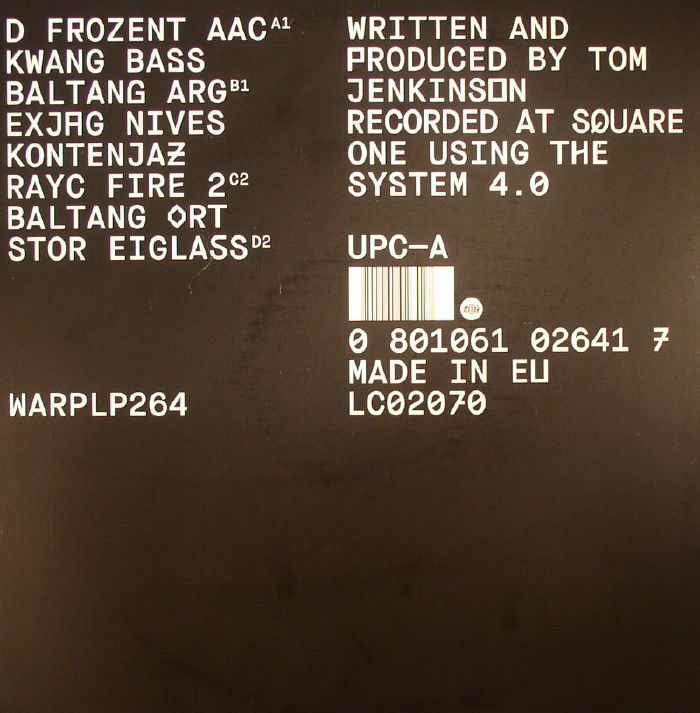 D FROZENT AAC A1
KWANG BASS
BALTANG ARG B1
EXJAG NIVES
KONTENJAZ
RAYC FIRE 2 C2
BALTANG ORT
STOR EIGLASS D2
WARPLP264
WRITTEN AND
PRODUCED BY TOM
JENKINSON
RECORDED AT SQUARE
ONE USING THE
SYSTEM 4.0
UPC–A
0 801061 02641 7
MADE IN EU
LC02070